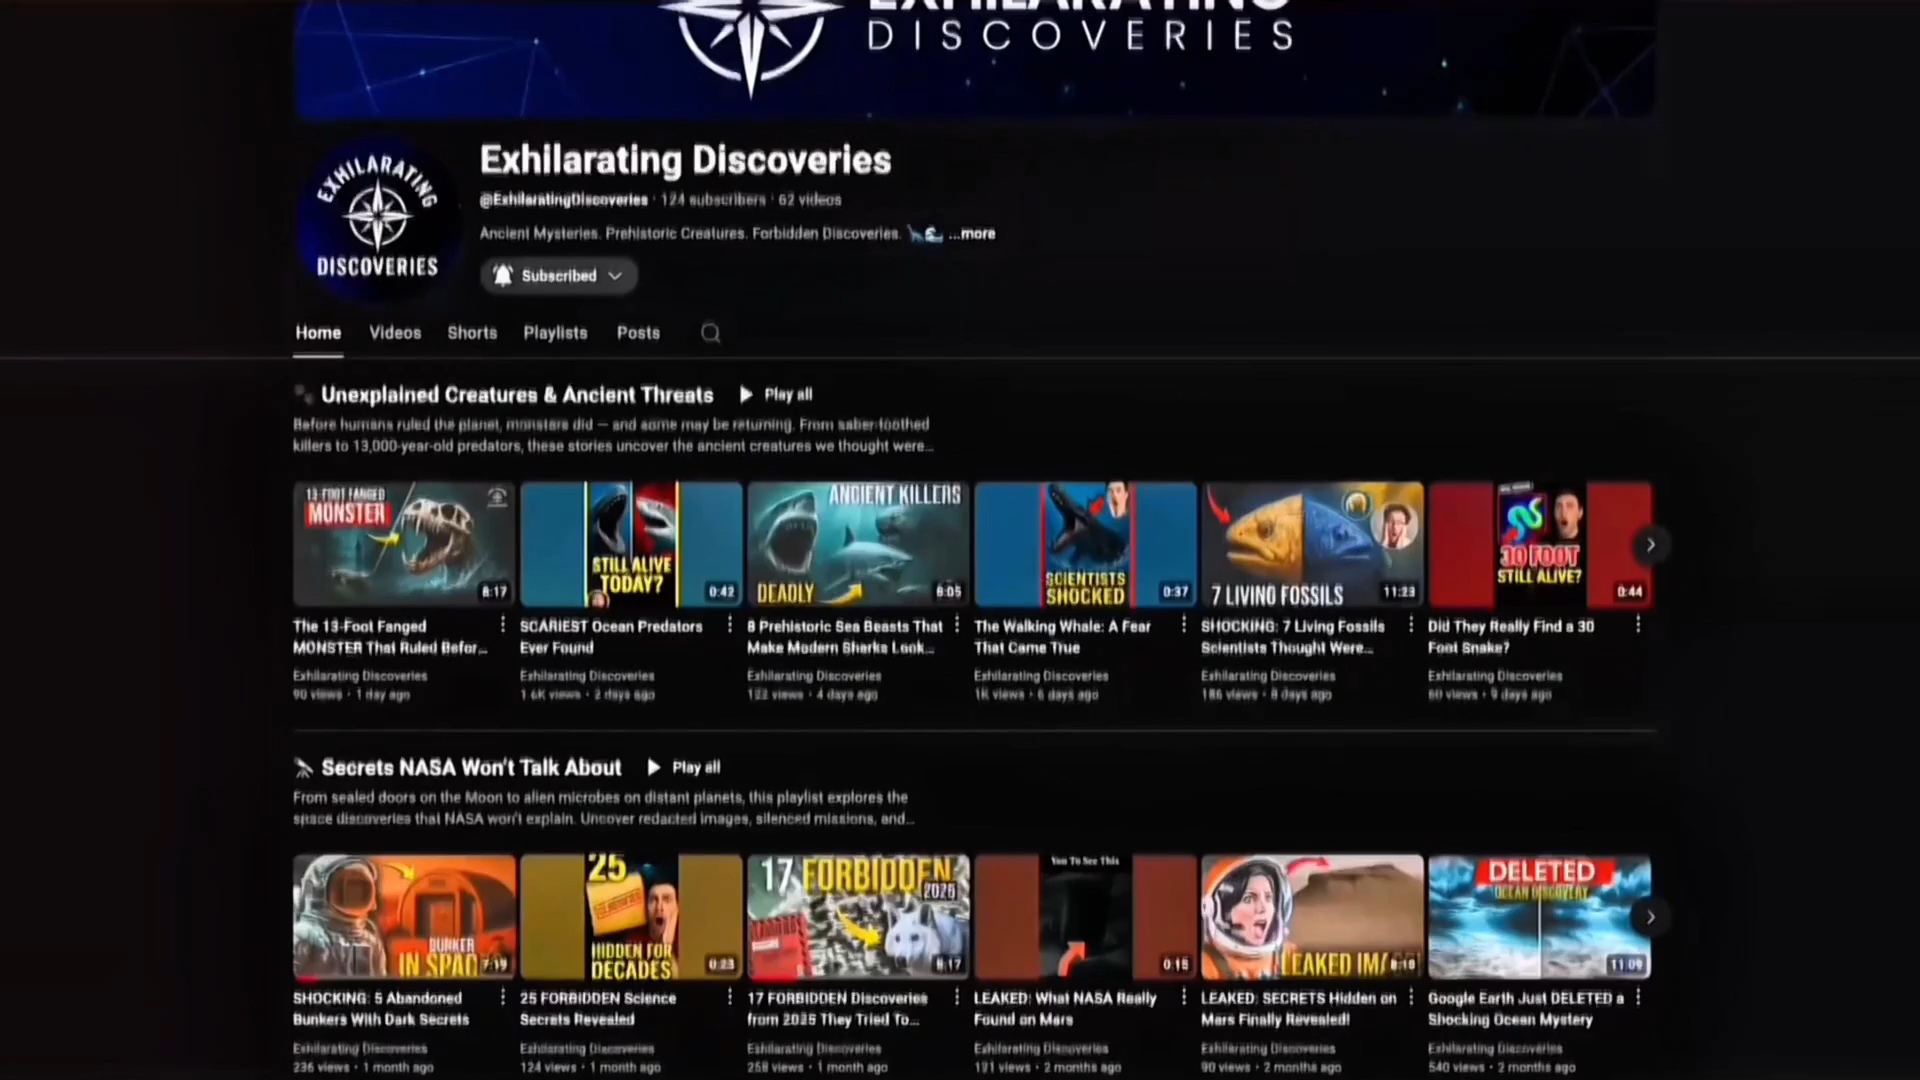 EXHILARATING
DISCOVERIES
EXHILARATING
DISCOVERIES
Exhilarating Discoveries
@ExhilaratingDiscoveries · 124 subscribers · 62 videos
Ancient Mysteries. Prehistoric Creatures. Forbidden Discoveries. ...more
Subscribed
Home Videos Shorts Playlists Posts
Unexplained Creatures & Ancient Threats Play all
Before humans ruled the planet, monsters did — and some may be returning. From saber-toothed
killers to 13,000-year-old predators, these stories uncover the ancient creatures we thought were...
13-FOOT FANGED
MONSTER
8:17
STILL ALIVE
TODAY?
0:42
ANCIENT KILLERS
DEADLY
8:05
SCIENTISTS
SHOCKED
0:37
7 LIVING FOSSILS
11:23
30 FOOT
STILL ALIVE?
0:44
The 13-Foot Fanged
MONSTER That Ruled Befor...
SCARIEST Ocean Predators
Ever Found
8 Prehistoric Sea Beasts That
Make Modern Sharks Look...
The Walking Whale: A Fear
That Came True
SHOCKING: 7 Living Fossils
Scientists Thought Were...
Did They Really Find a 30
Foot Snake?
Exhilarating Discoveries
90 views · 1 day ago
Exhilarating Discoveries
1.6K views · 2 days ago
Exhilarating Discoveries
122 views · 4 days ago
Exhilarating Discoveries
1K views · 6 days ago
Exhilarating Discoveries
186 views · 8 days ago
Exhilarating Discoveries
60 views · 9 days ago
Secrets NASA Won't Talk About Play all
From sealed doors on the Moon to alien microbes on distant planets, this playlist explores the
space discoveries that NASA won't explain. Uncover redacted images, silenced missions, and...
BUNKER
IN SPAC
7:19
25
CLASSIFIED
HIDDEN FOR
DECADES
0:23
17 FORBIDDEN
2025
8:17
You To See This
0:15
LEAKED IMA
8:10
DELETED
OCEAN DISCOVERY
11:09
SHOCKING: 5 Abandoned
Bunkers With Dark Secrets
25 FORBIDDEN Science
Secrets Revealed
17 FORBIDDEN Discoveries
from 2025 They Tried To...
LEAKED: What NASA Really
Found on Mars
LEAKED: SECRETS Hidden on
Mars Finally Revealed!
Google Earth Just DELETED a
Shocking Ocean Mystery
Exhilarating Discoveries
236 views · 1 month ago
Exhilarating Discoveries
124 views · 1 month ago
Exhilarating Discoveries
258 views · 1 month ago
Exhilarating Discoveries
191 views · 2 months ago
Exhilarating Discoveries
90 views · 2 months ago
Exhilarating Discoveries
540 views · 2 months ago